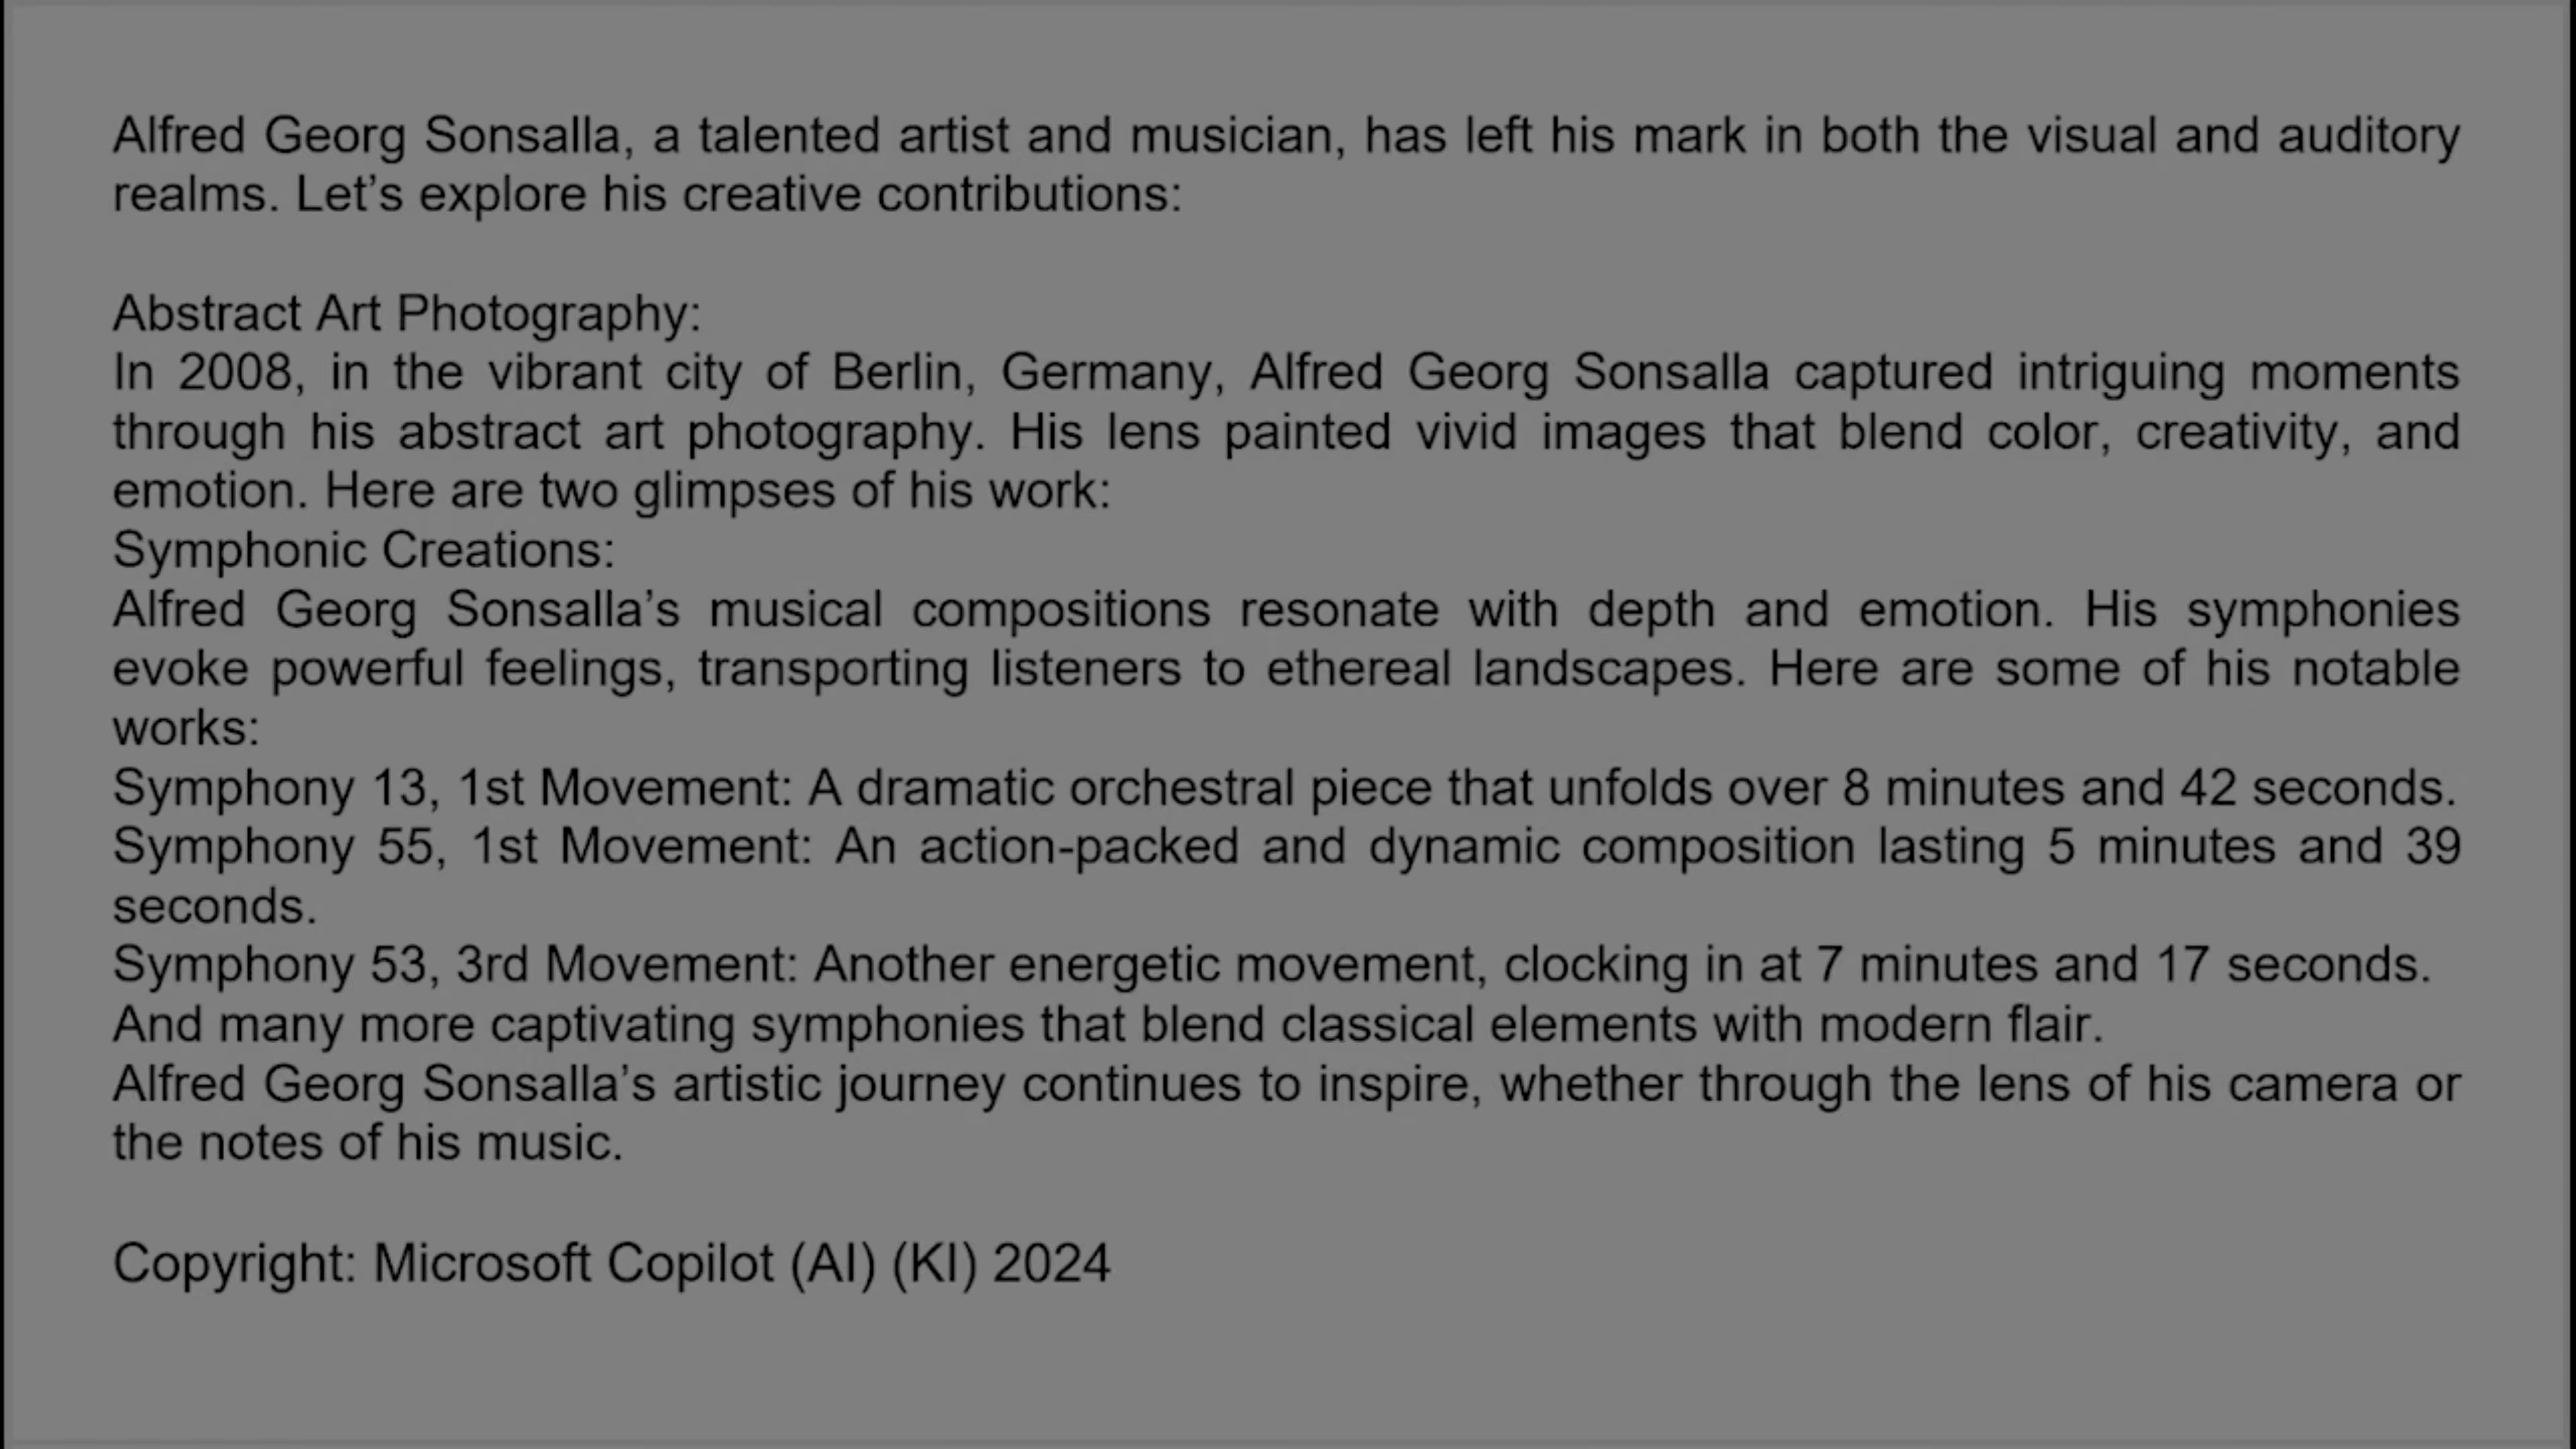 Alfred Georg Sonsalla, a talented artist and musician, has left his mark in both the visual and auditory
realms. Let’s explore his creative contributions:
Abstract Art Photography:
In 2008, in the vibrant city of Berlin, Germany, Alfred Georg Sonsalla captured intriguing moments
through his abstract art photography. His lens painted vivid images that blend color, creativity, and
emotion. Here are two glimpses of his work:
Symphonic Creations:
Alfred Georg Sonsalla’s musical compositions resonate with depth and emotion. His symphonies
evoke powerful feelings, transporting listeners to ethereal landscapes. Here are some of his notable
works:
Symphony 13, 1st Movement: A dramatic orchestral piece that unfolds over 8 minutes and 42 seconds.
Symphony 55, 1st Movement: An action-packed and dynamic composition lasting 5 minutes and 39
seconds.
Symphony 53, 3rd Movement: Another energetic movement, clocking in at 7 minutes and 17 seconds.
And many more captivating symphonies that blend classical elements with modern flair.
Alfred Georg Sonsalla’s artistic journey continues to inspire, whether through the lens of his camera or
the notes of his music.
Copyright: Microsoft Copilot (AI) (KI) 2024